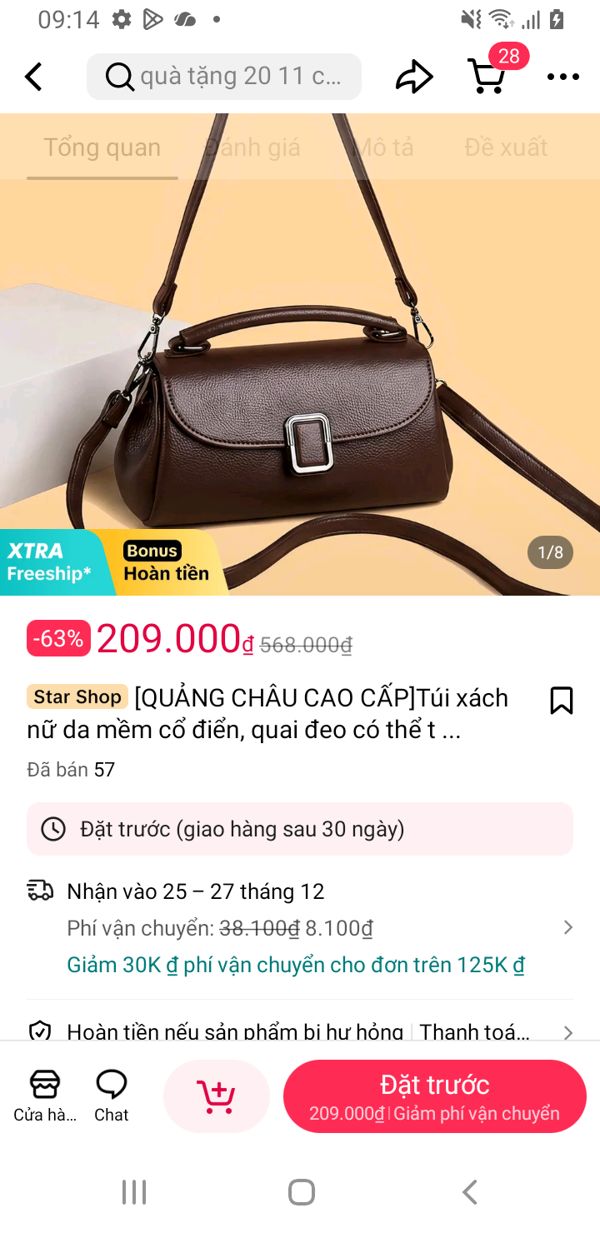 09:14
28
quà tặng 20 11 c...
Tổng quan
Đánh giá
Mô tả
Đề xuất
XTRA
Freeship*
Bonus
Hoàn tiền
1/8
-63% 209.000₫ 568.000₫
Star Shop [QUẢNG CHÂU CAO CẤP]Túi xách
nữ da mềm cổ điển, quai đeo có thể t ...
Đã bán 57
Đặt trước (giao hàng sau 30 ngày)
Nhận vào 25 – 27 tháng 12
Phí vận chuyển: 38.100₫ 8.100₫
Giảm 30K ₫ phí vận chuyển cho đơn trên 125K ₫
Hoàn tiền nếu sản phẩm bị hư hỏng | Thanh toá...
Cửa hà...
Chat
Đặt trước
209.000₫ | Giảm phí vận chuyển